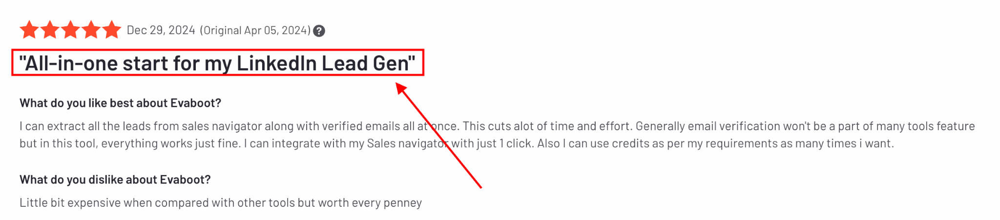 Dec 29, 2024 (Original Apr 05, 2024) ?
"All-in-one start for my LinkedIn Lead Gen"
What do you like best about Evaboot?
I can extract all the leads from sales navigator along with verified emails all at once. This cuts alot of time and effort. Generally email verification won't be a part of many tools feature
but in this tool, everything works just fine. I can integrate with my Sales navigator with just 1 click. Also I can use credits as per my requirements as many times i want.
What do you dislike about Evaboot?
Little bit expensive when compared with other tools but worth every penney